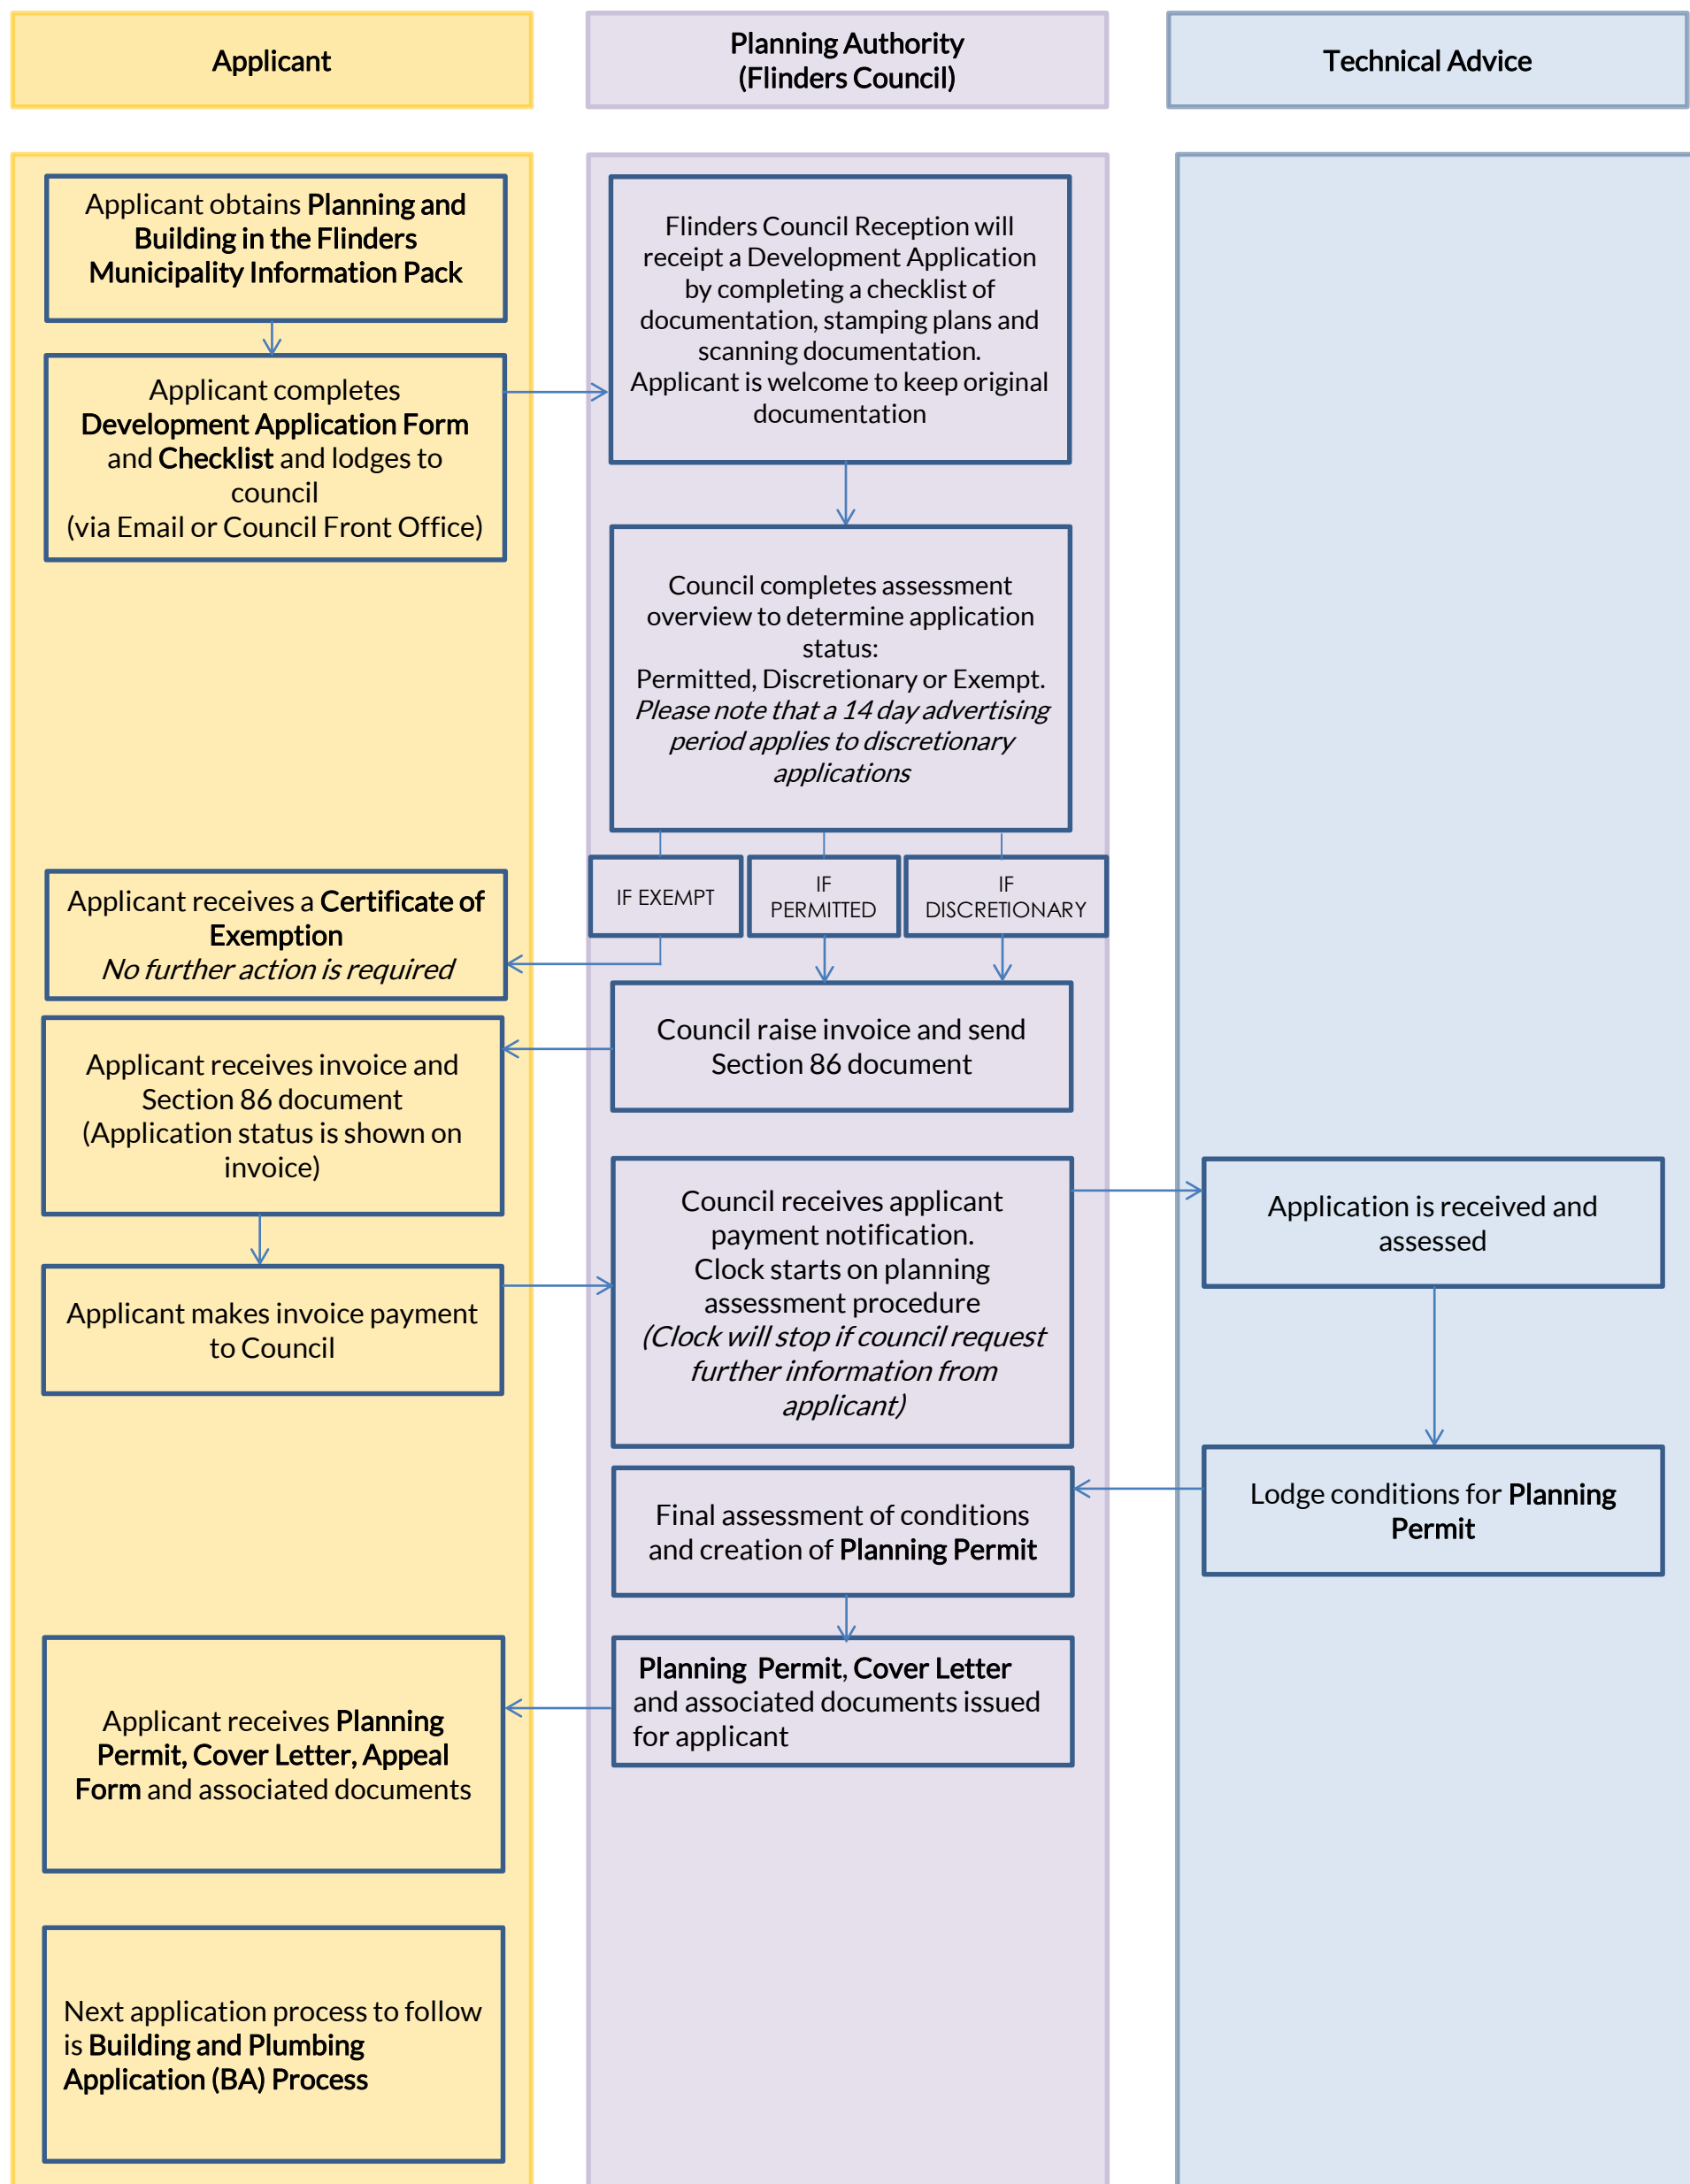 Applicant
Planning Authority
(Flinders Council)
Technical Advice
Applicant obtains Planning and
Building in the Flinders
Municipality Information Pack
Applicant completes
Development Application Form
and Checklist and lodges to
council
(via Email or Council Front Office)
Flinders Council Reception will
receipt a Development Application
by completing a checklist of
documentation, stamping plans and
scanning documentation.
Applicant is welcome to keep original
documentation
Council completes assessment
overview to determine application
status:
Permitted, Discretionary or Exempt.
Please note that a 14 day advertising
period applies to discretionary
applications
IF EXEMPT
IF
PERMITTED
IF
DISCRETIONARY
Applicant receives a Certificate of
Exemption
No further action is required
Council raise invoice and send
Section 86 document
Applicant receives invoice and
Section 86 document
(Application status is shown on
invoice)
Applicant makes invoice payment
to Council
Council receives applicant
payment notification.
Clock starts on planning
assessment procedure
(Clock will stop if council request
further information from
applicant)
Application is received and
assessed
Lodge conditions for Planning
Permit
Final assessment of conditions
and creation of Planning Permit
Planning Permit, Cover Letter
and associated documents issued
for applicant
Applicant receives Planning
Permit, Cover Letter, Appeal
Form and associated documents
Next application process to follow
is Building and Plumbing
Application (BA) Process